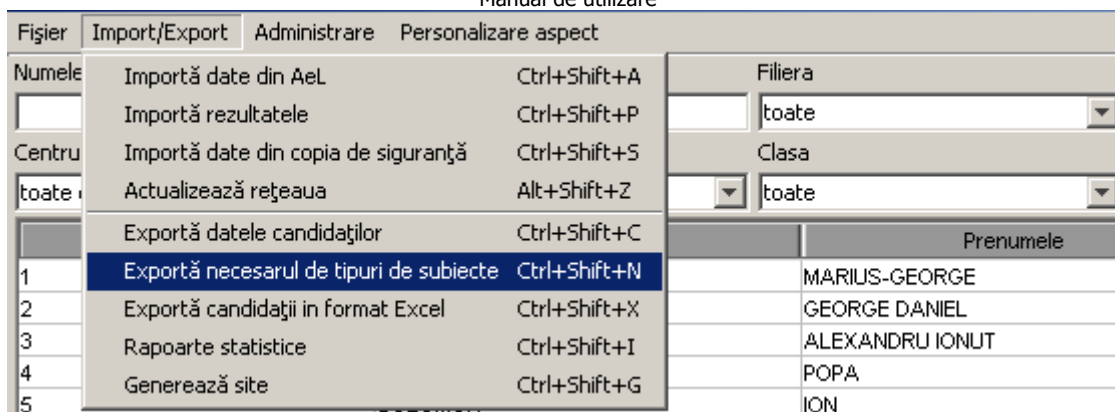 Manual de utilizare
Fişier Import/Export Administrare Personalizare aspect
Numele Filiera
Importă date din AeL Ctrl+Shift+A
toate
Importă rezultatele Ctrl+Shift+P
Centru Clasa
Importă date din copia de siguranţă Ctrl+Shift+S
toate toate
Actualizează reţeaua Alt+Shift+Z
Exportă datele candidaţilor Ctrl+Shift+C
Prenumele
Exportă necesarul de tipuri de subiecte Ctrl+Shift+N
1 MARIUS-GEORGE
Exportă candidaţii in format Excel Ctrl+Shift+X
2 GEORGE DANIEL
Rapoarte statistice Ctrl+Shift+I
3 ALEXANDRU IONUT
Generează site Ctrl+Shift+G
4 POPA
5 ION